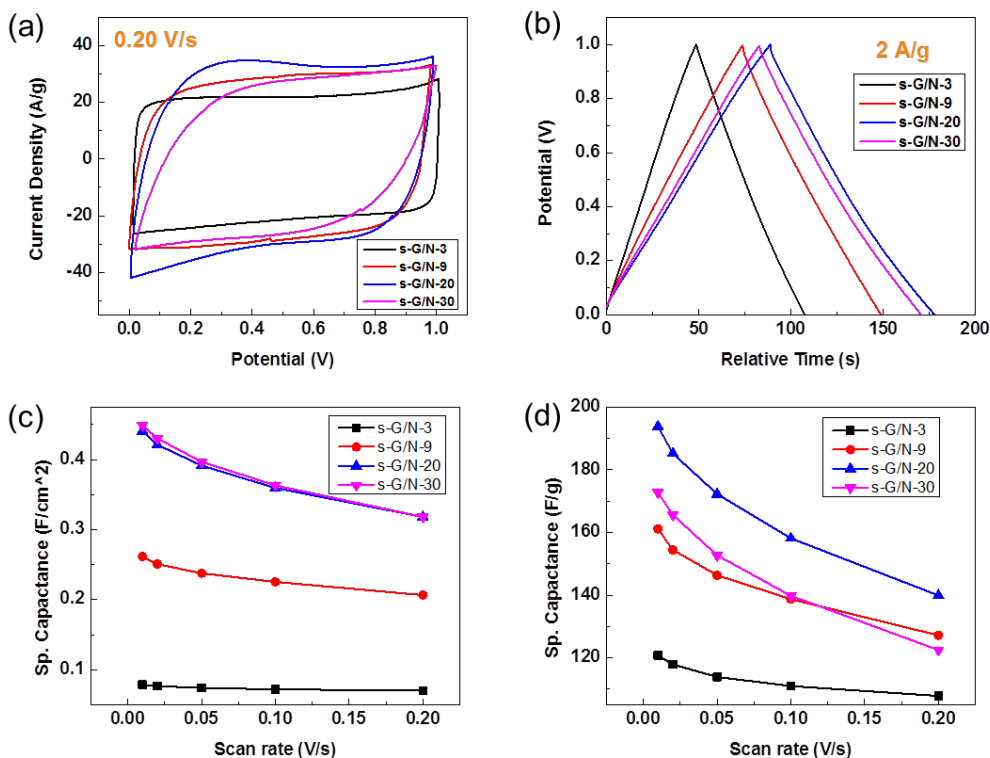 (a)
0.20 V/s
Current Density (A/g)
40
20
0
-20
-40
0.0 0.2 0.4 0.6 0.8 1.0
Potential (V)
s-G/N-3
s-G/N-9
s-G/N-20
s-G/N-30
(b)
2 A/g
Potential (V)
1.0
0.8
0.6
0.4
0.2
0.0
0 50 100 150 200
Relative Time (s)
s-G/N-3
s-G/N-9
s-G/N-20
s-G/N-30
(c)
Sp. Capactance (F/cm^2)
0.4
0.3
0.2
0.1
0.00 0.05 0.10 0.15 0.20
Scan rate (V/s)
s-G/N-3
s-G/N-9
s-G/N-20
s-G/N-30
(d)
Sp. Capactance (F/g)
200
180
160
140
120
0.00 0.05 0.10 0.15 0.20
Scan rate (V/s)
s-G/N-3
s-G/N-9
s-G/N-20
s-G/N-30